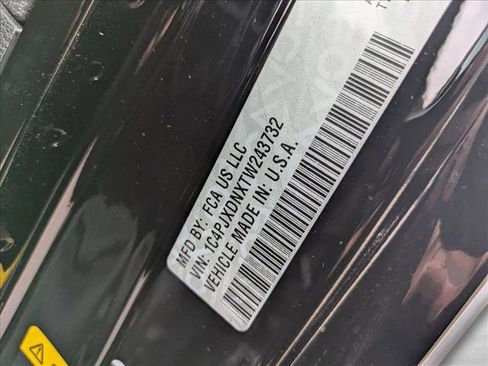 MFD BY: FCA US LLC
VIN: 1C4PJXDNXTW243732
VEHICLE MADE IN: U.S.A.